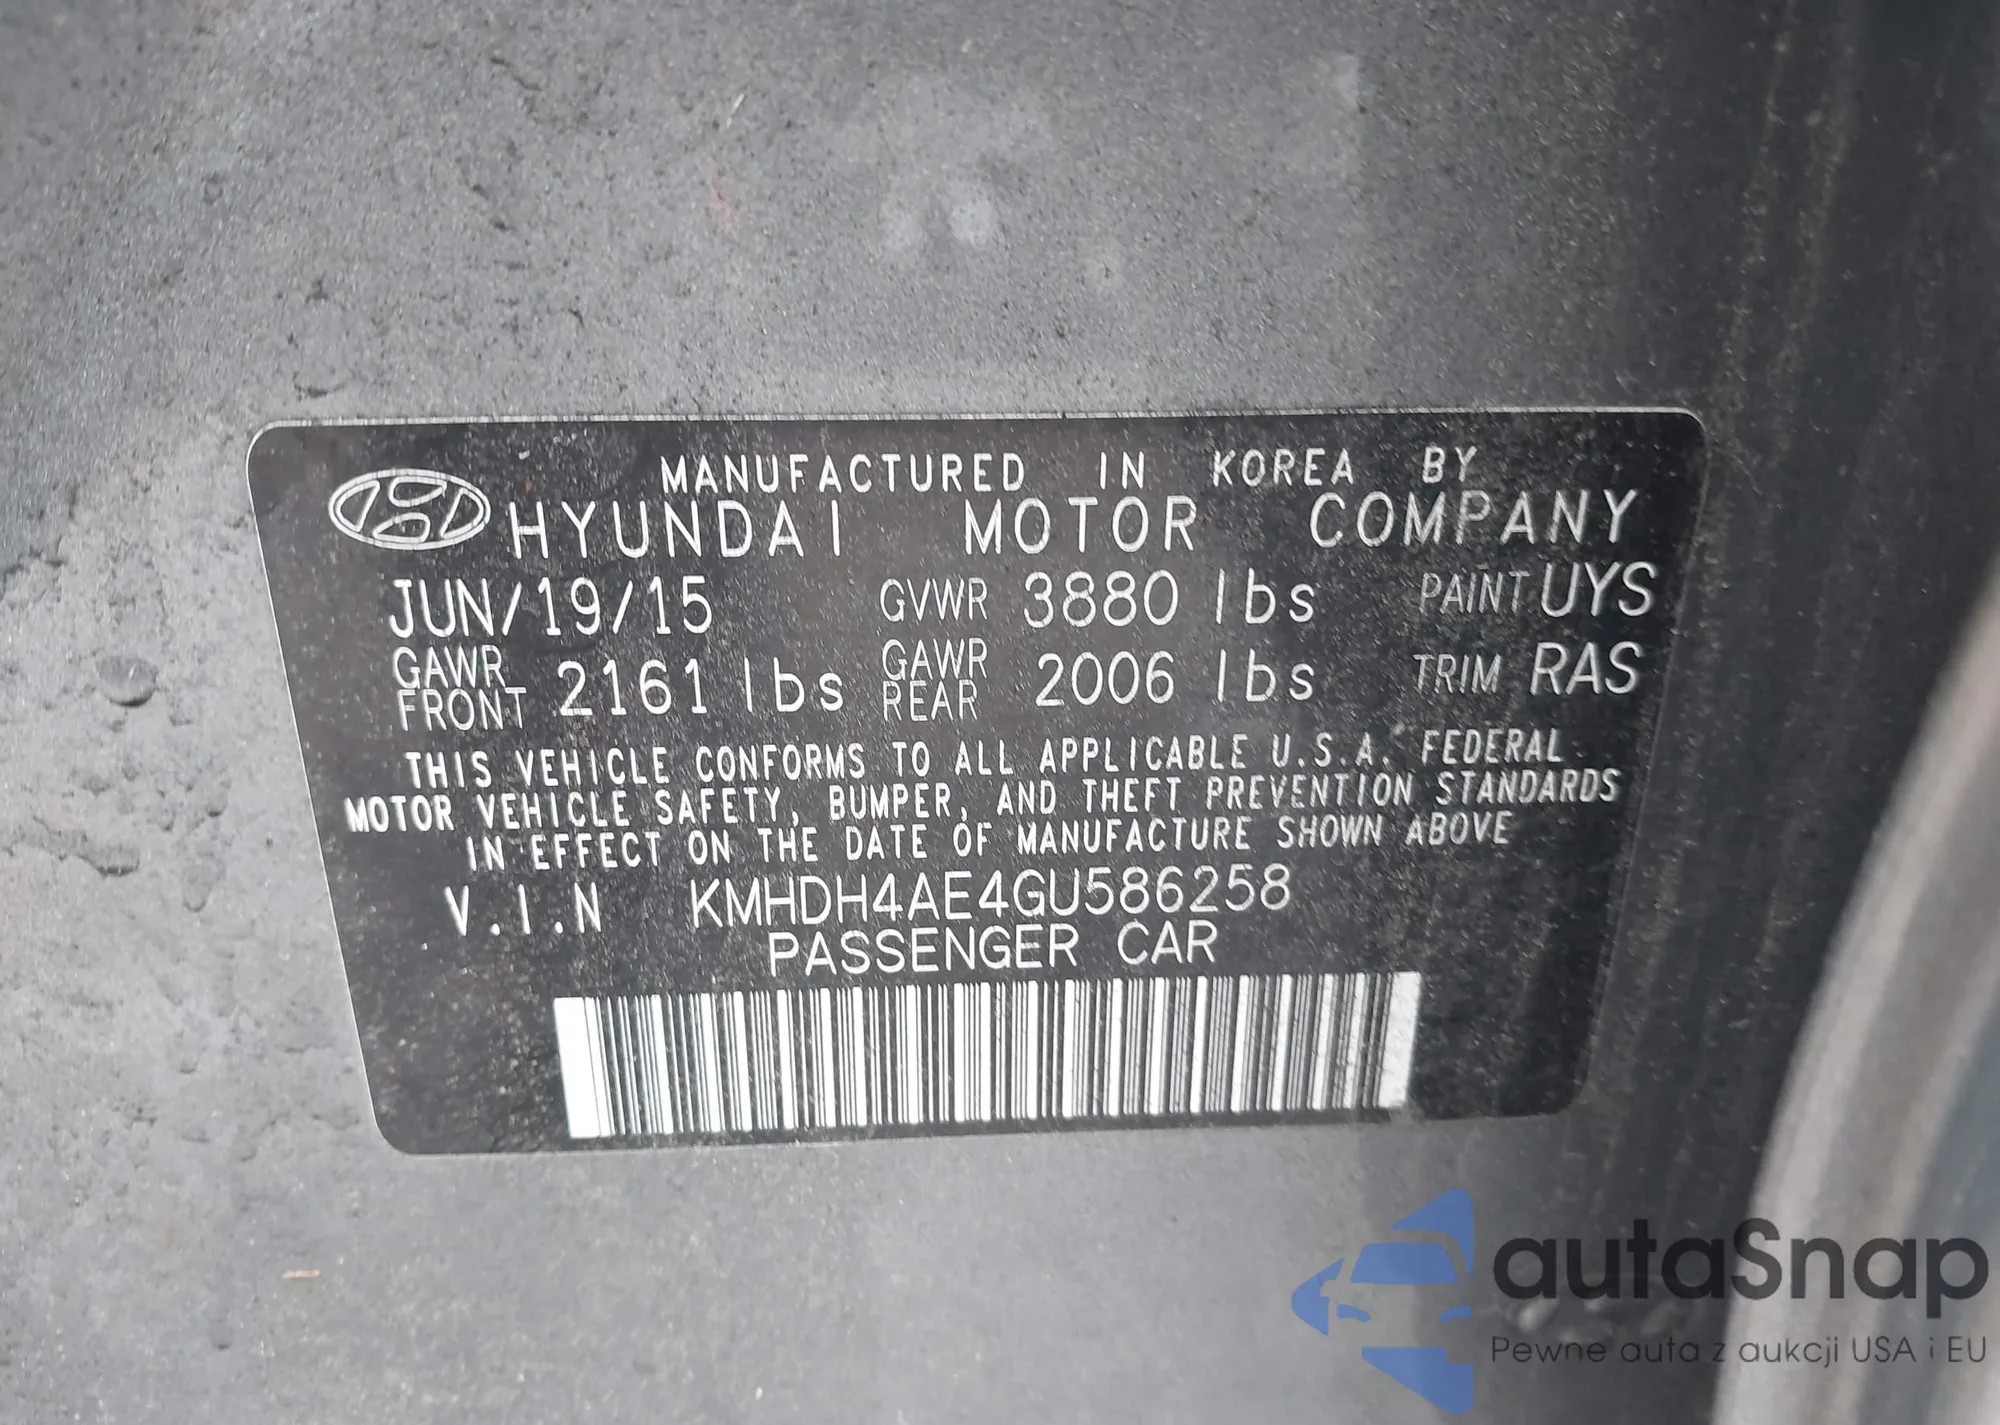 MANUFACTURED IN KOREA BY
HYUNDAI MOTOR COMPANY
JUN/19/15 GVWR 3880 lbs PAINT UYS
GAWR FRONT 2161 lbs GAWR REAR 2006 lbs TRIM RAS
THIS VEHICLE CONFORMS TO ALL APPLICABLE U.S.A. FEDERAL
MOTOR VEHICLE SAFETY, BUMPER, AND THEFT PREVENTION STANDARDS
IN EFFECT ON THE DATE OF MANUFACTURE SHOWN ABOVE
V.I.N KMHDH4AE4GU586258
PASSENGER CAR
autaSnap
Pewne auta z aukcji USA i EU